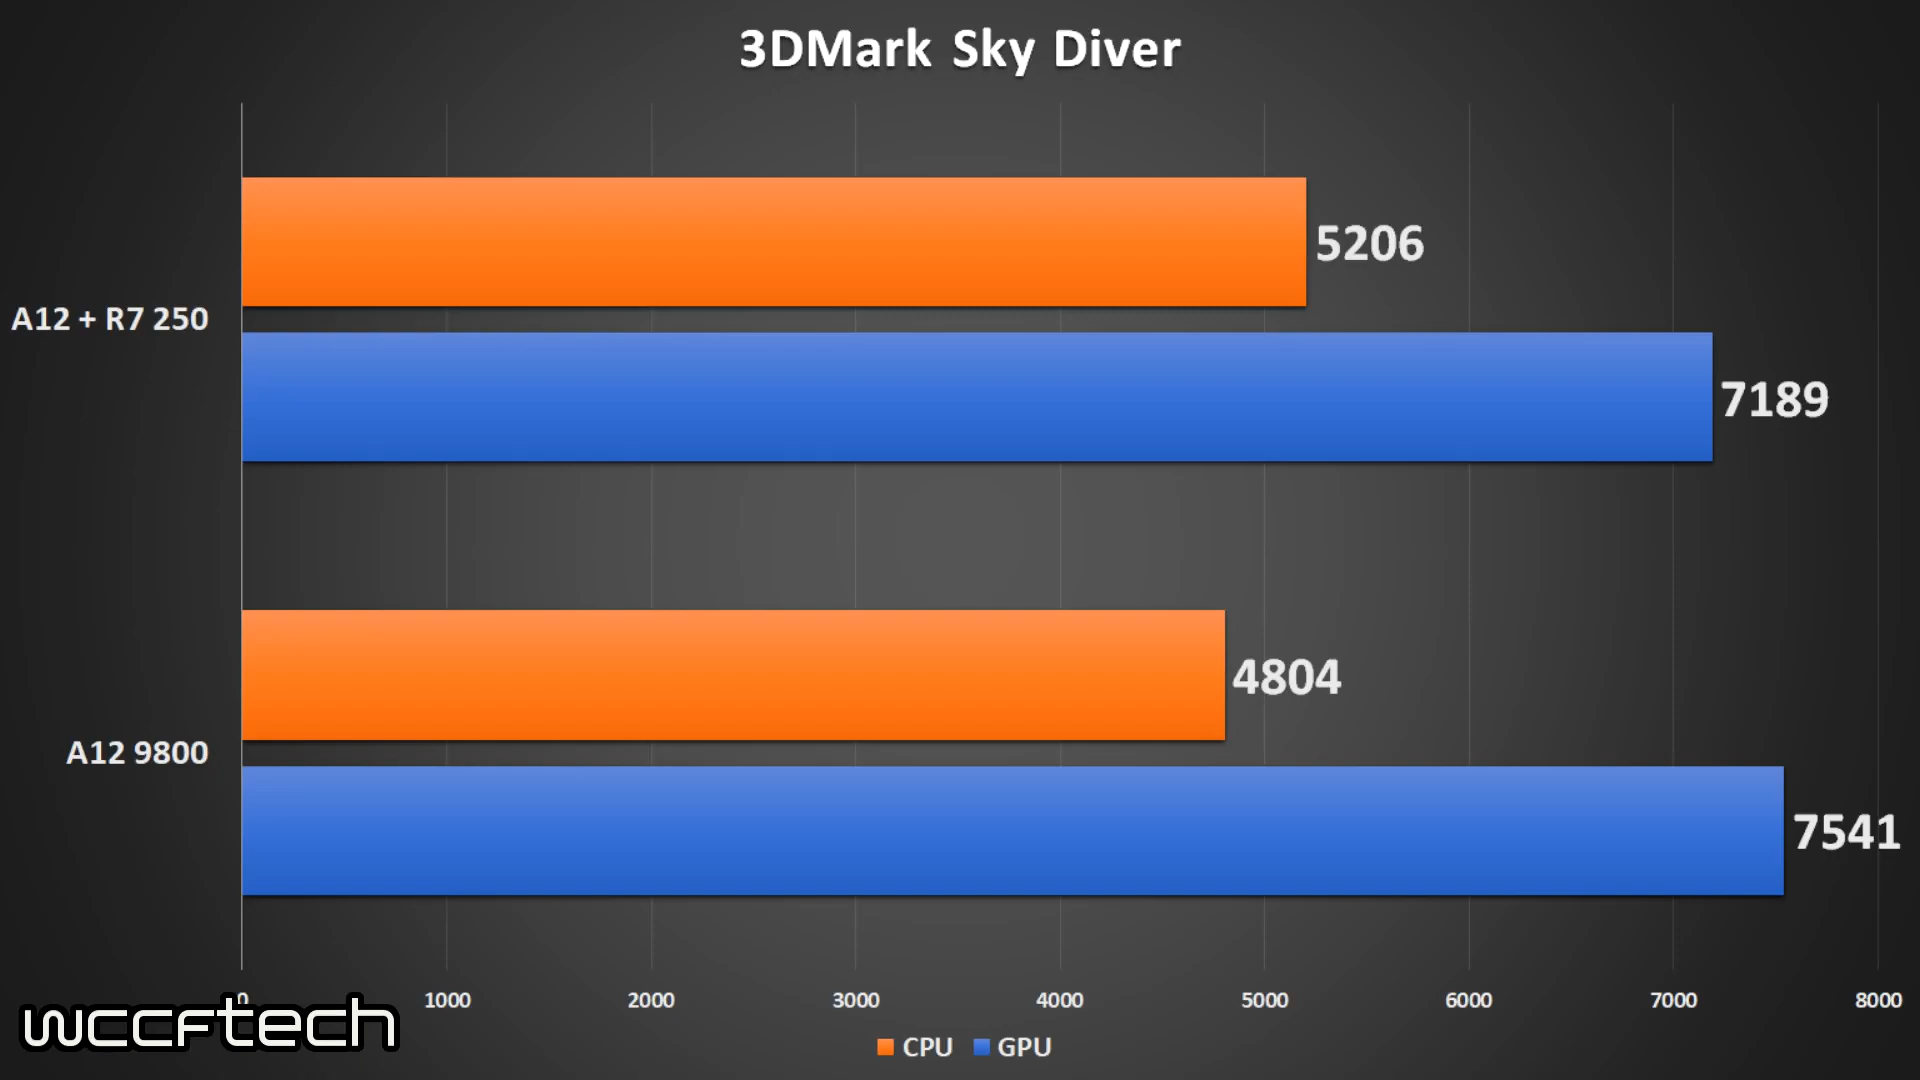 3DMark Sky Diver
5206
A12 + R7 250
7189
4804
A12 9800
7541
0 1000 2000 3000 4000 5000 6000 7000 8000
wccftech
CPU GPU